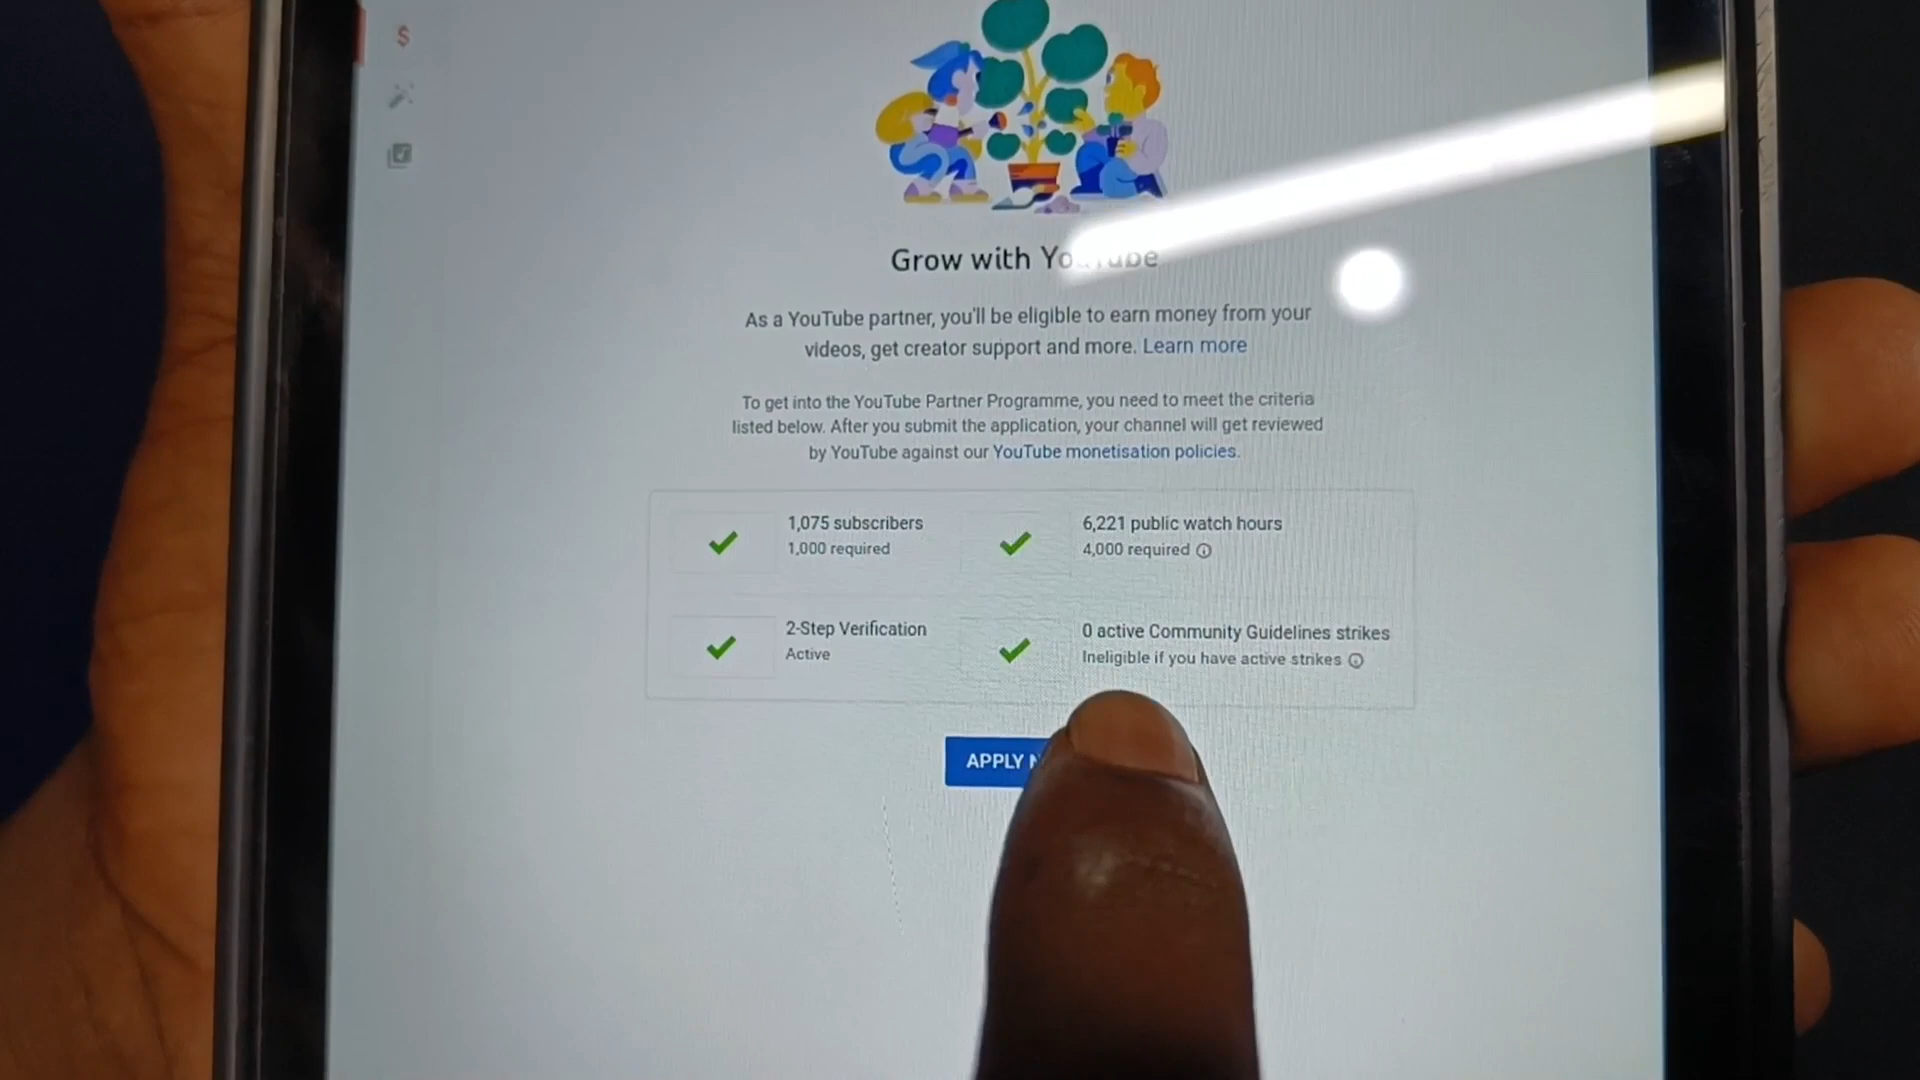 $
Grow with YouTube
As a YouTube partner, you'll be eligible to earn money from your
videos, get creator support and more. Learn more
To get into the YouTube Partner Programme, you need to meet the criteria
listed below. After you submit the application, your channel will get reviewed
by YouTube against our YouTube monetisation policies.
1,075 subscribers
1,000 required
6,221 public watch hours
4,000 required
2-Step Verification
Active
0 active Community Guidelines strikes
Ineligible if you have active strikes
APPLY